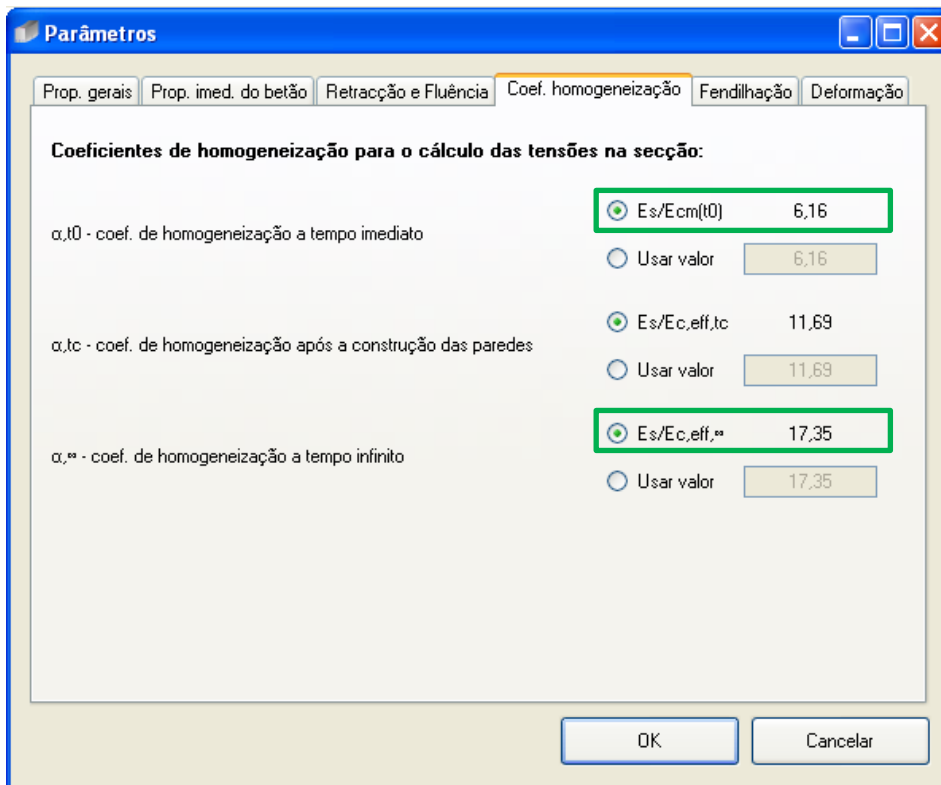 Parâmetros
Prop. gerais Prop. imed. do betão Retracção e Fluência Coef. homogeneização Fendilhação Deformação
Coeficientes de homogeneização para o cálculo das tensões na secção:
Es/Ecm(t0) 6,16
α,t0 - coef. de homogeneização a tempo imediato
Usar valor 6,16
Es/Ec,eff,tc 11,69
α,tc - coef. de homogeneização após a construção das paredes
Usar valor 11,69
Es/Ec,eff,∞ 17,35
α,∞ - coef. de homogeneização a tempo infinito
Usar valor 17,35
OK Cancelar